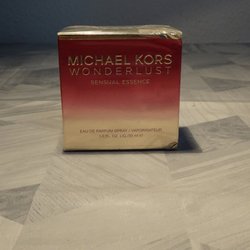 MICHAEL KORS
WONDERLUST
SENSUAL ESSENCE
EAU DE PARFUM SPRAY / VAPORISATEUR